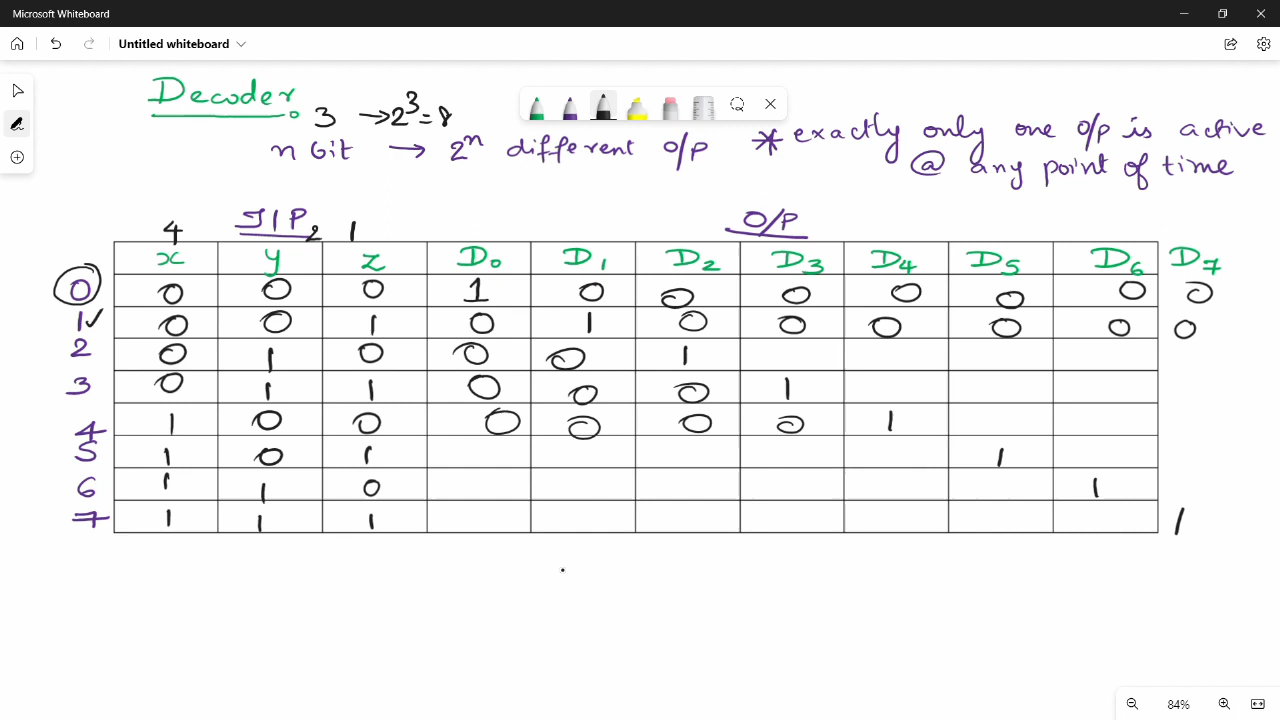 Microsoft Whiteboard
Untitled whiteboard
Decoder
3 → 2³ = 8
n bit → 2ⁿ different O/P * exactly only one O/P is active
@ any point of time
I/P O/P
4 2 1
x y z D₀ D₁ D₂ D₃ D₄ D₅ D₆ D₇
0 0 0 0 1 0 0 0 0 0 0 0
1✓ 0 0 1 0 1 0 0 0 0 0 0
2 0 1 0 0 0 1
3 0 1 1 0 0 0 1
4 1 0 0 0 0 0 0 1
5 1 0 1 1
6 1 1 0 1
7 1 1 1 1
84%